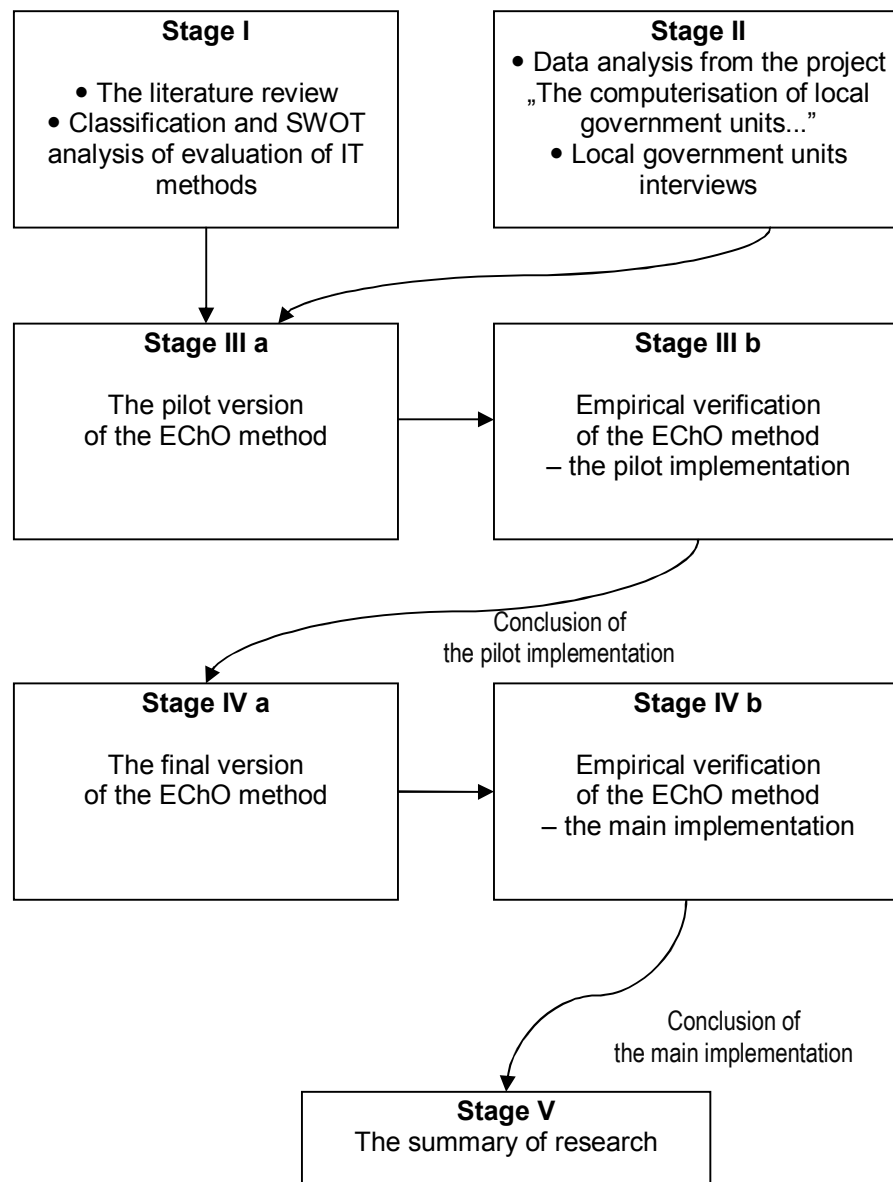 Stage I
• The literature review
• Classification and SWOT
analysis of evaluation of IT
methods
Stage II
• Data analysis from the project
„The computerisation of local
government units...”
• Local government units
interviews
Stage III a
The pilot version
of the EChO method
Stage III b
Empirical verification
of the EChO method
– the pilot implementation
Conclusion of
the pilot implementation
Stage IV a
The final version
of the EChO method
Stage IV b
Empirical verification
of the EChO method
– the main implementation
Conclusion of
the main implementation
Stage V
The summary of research